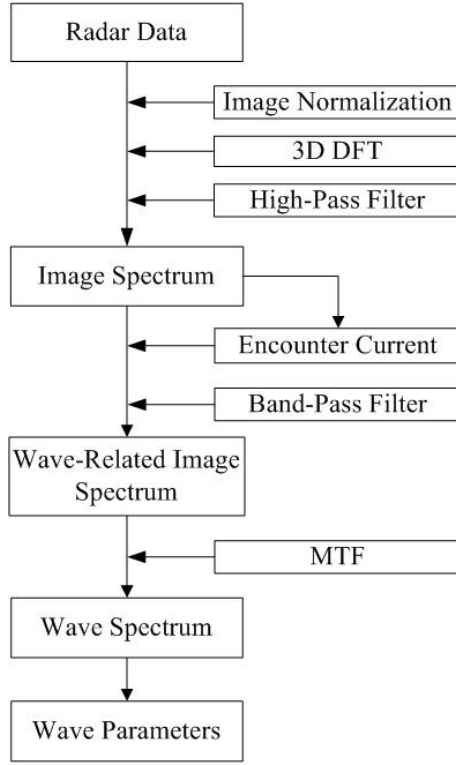 Radar Data
Image Normalization
3D DFT
High-Pass Filter
Image Spectrum
Encounter Current
Band-Pass Filter
Wave-Related Image
Spectrum
MTF
Wave Spectrum
Wave Parameters